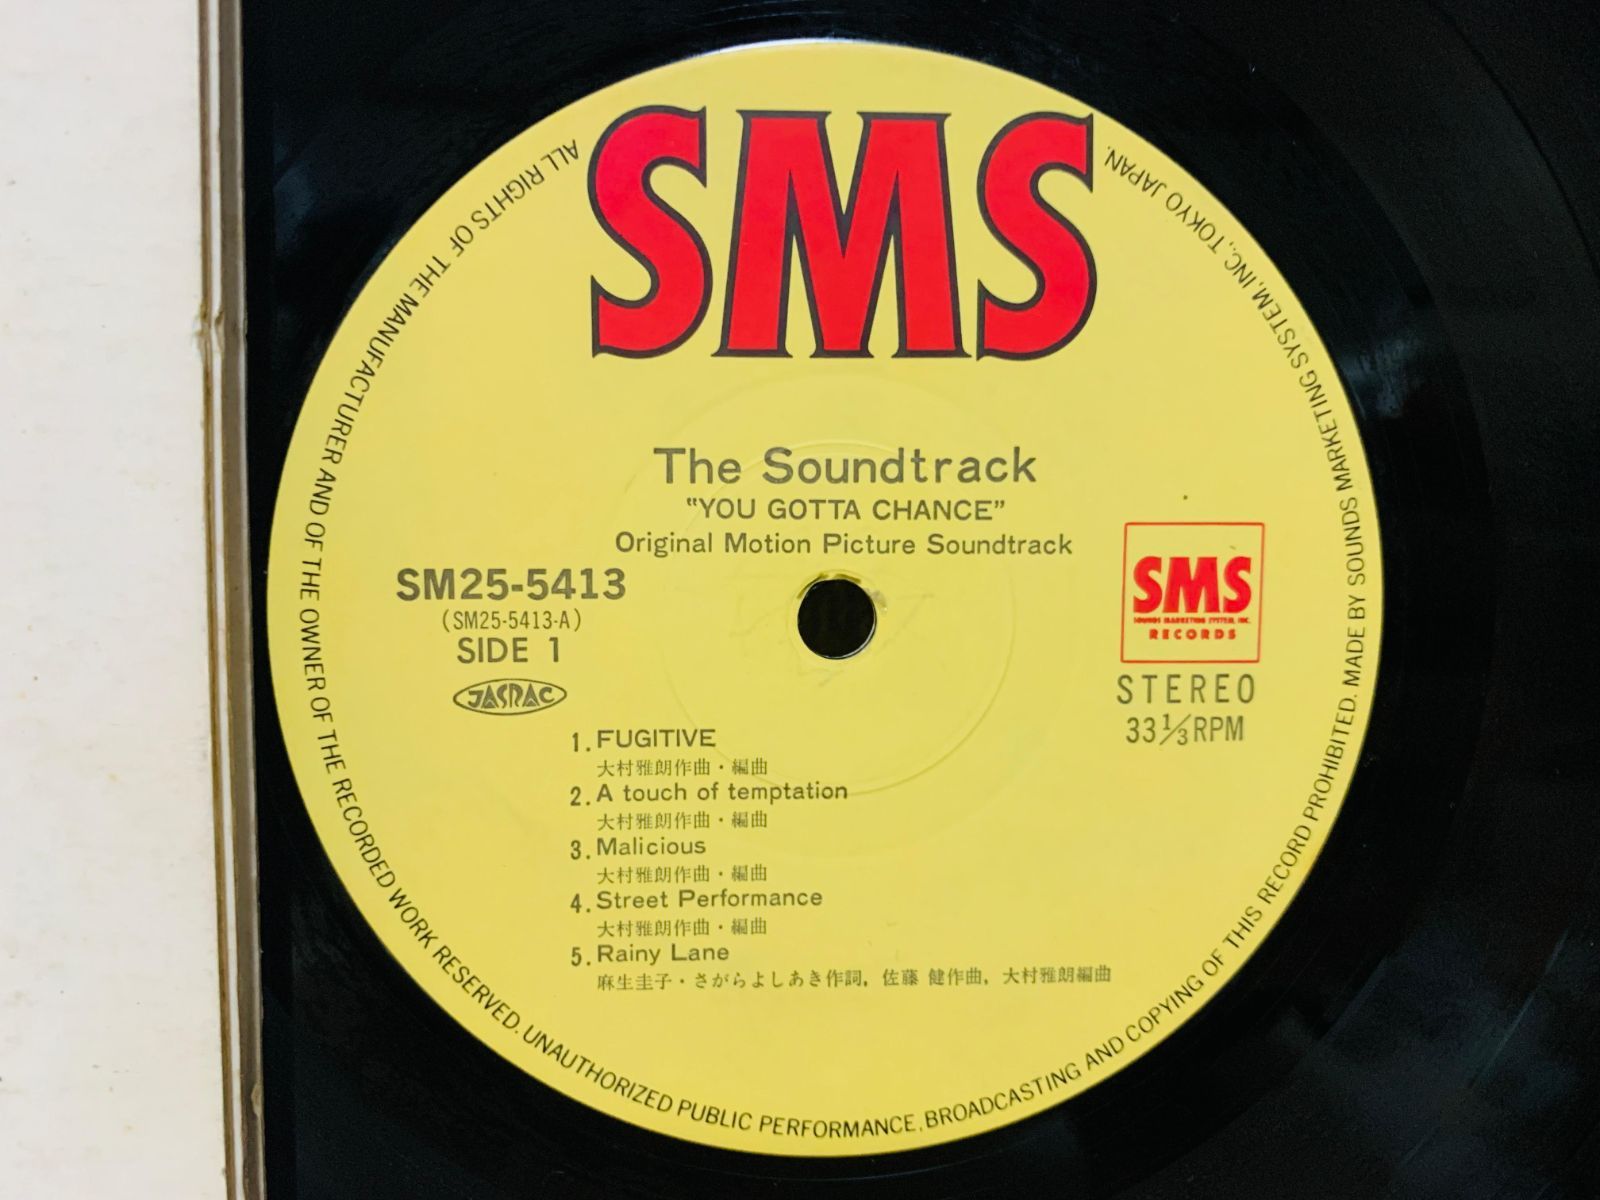 SMS
The Soundtrack
"YOU GOTTA CHANCE"
Original Motion Picture Soundtrack
SM25-5413
(SM25-5413-A)
SIDE 1
JASRAC
SMS
SOUNDS MARKETING SYSTEM, INC.
RECORDS
STEREO
33⅓RPM
1. FUGITIVE
大村雅朗作曲・編曲
2. A touch of temptation
大村雅朗作曲・編曲
3. Malicious
大村雅朗作曲・編曲
4. Street Performance
大村雅朗作曲・編曲
5. Rainy Lane
麻生圭子・さがらよしあき作詞, 佐藤 健作曲, 大村雅朗編曲
ALL RIGHTS OF THE MANUFACTURER AND OF THE OWNER OF THE RECORDED WORK RESERVED. UNAUTHORIZED PUBLIC PERFORMANCE, BROADCASTING AND COPYING OF THIS RECORD PROHIBITED. MADE BY SOUNDS MARKETING SYSTEM, INC., TOKYO JAPAN.